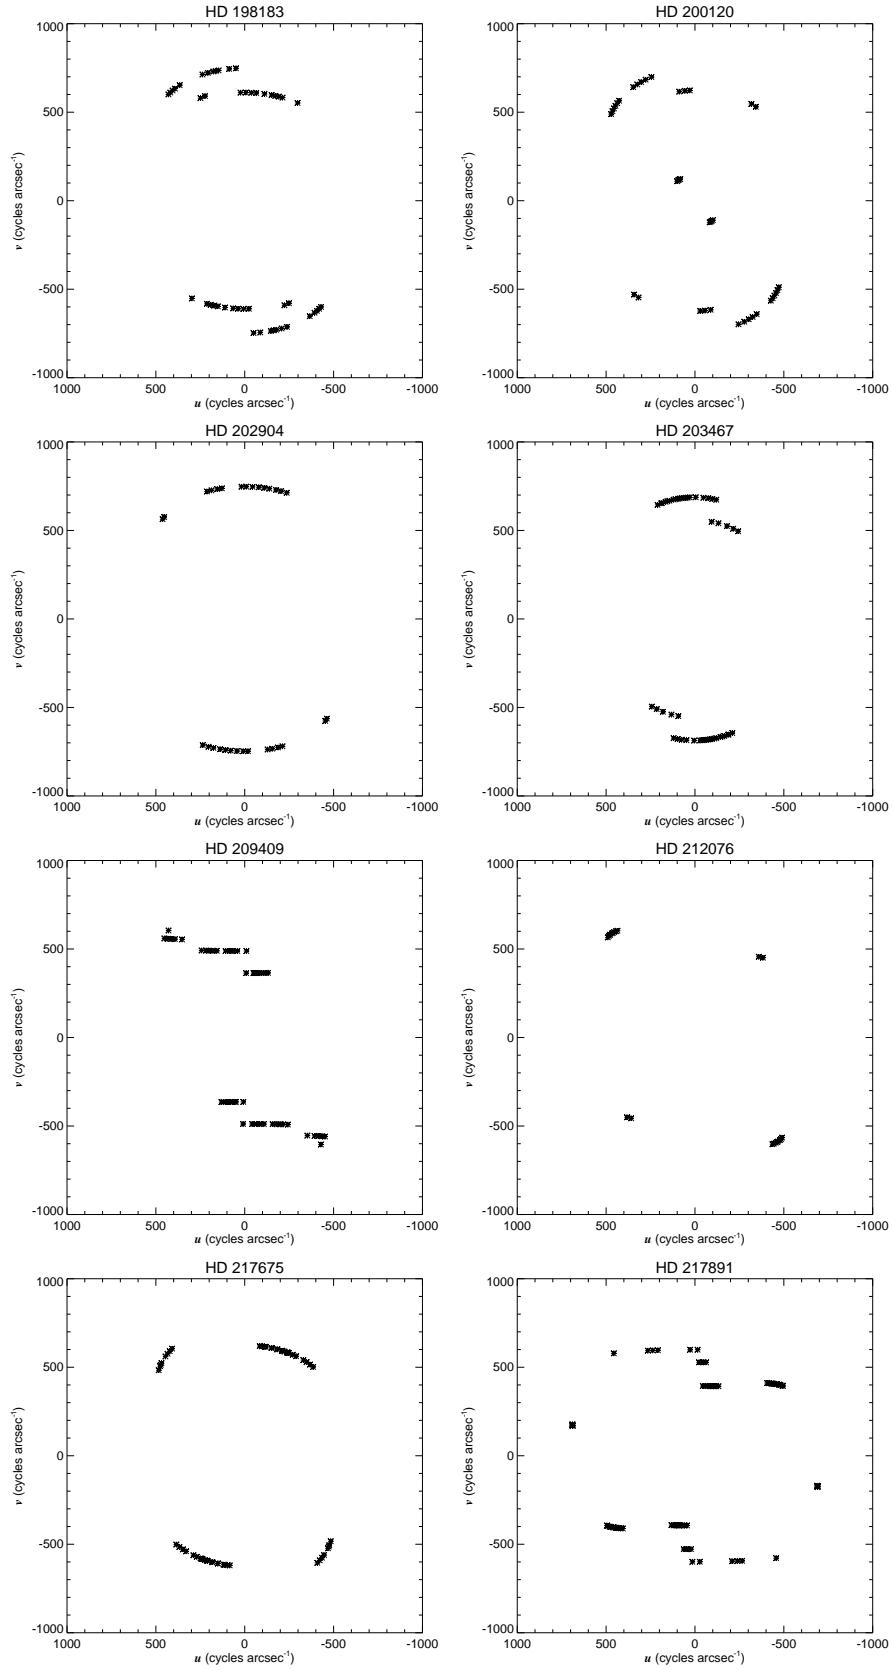 HD 198183
HD 200120
1000
500
0
-500
-1000
v (cycles arcsec-1)
1000 500 0 -500 -1000
u (cycles arcsec-1)
1000
500
0
-500
-1000
v (cycles arcsec-1)
1000 500 0 -500 -1000
u (cycles arcsec-1)
HD 202904
HD 203467
1000
500
0
-500
-1000
v (cycles arcsec-1)
1000 500 0 -500 -1000
u (cycles arcsec-1)
1000
500
0
-500
-1000
v (cycles arcsec-1)
1000 500 0 -500 -1000
u (cycles arcsec-1)
HD 209409
HD 212076
1000
500
0
-500
-1000
v (cycles arcsec-1)
1000 500 0 -500 -1000
u (cycles arcsec-1)
1000
500
0
-500
-1000
v (cycles arcsec-1)
1000 500 0 -500 -1000
u (cycles arcsec-1)
HD 217675
HD 217891
1000
500
0
-500
-1000
v (cycles arcsec-1)
1000 500 0 -500 -1000
u (cycles arcsec-1)
1000
500
0
-500
-1000
v (cycles arcsec-1)
1000 500 0 -500 -1000
u (cycles arcsec-1)